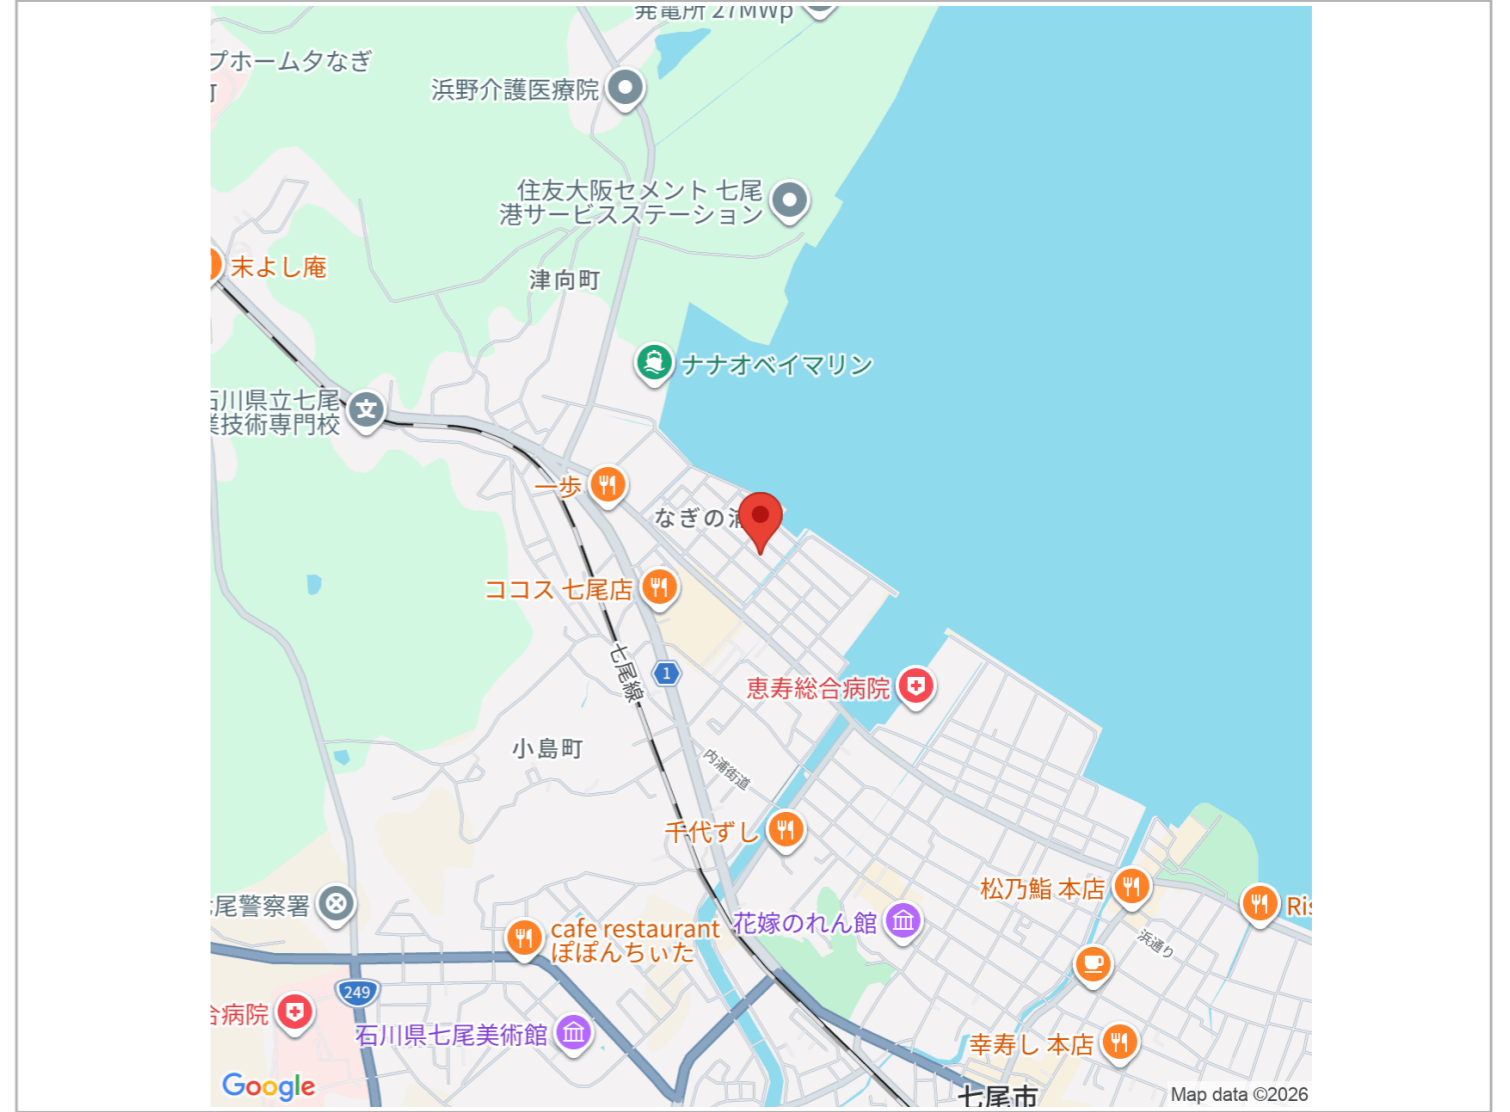 発電所 27MWp
プホーム夕なぎ
町
浜野介護医療院
住友大阪セメント 七尾
港サービスステーション
末よし庵
津向町
ナナオベイマリン
石川県立七尾
業技術専門校
一歩
なぎの浦
ココス 七尾店
七尾線
1
恵寿総合病院
小島町
内浦街道
千代ずし
松乃鮨 本店
七尾警察署
花嫁のれん館
Ris
cafe restaurant
ぽぽんちぃた
浜通り
249
合病院
石川県七尾美術館
幸寿し 本店
七尾市
Google
Map data ©2026